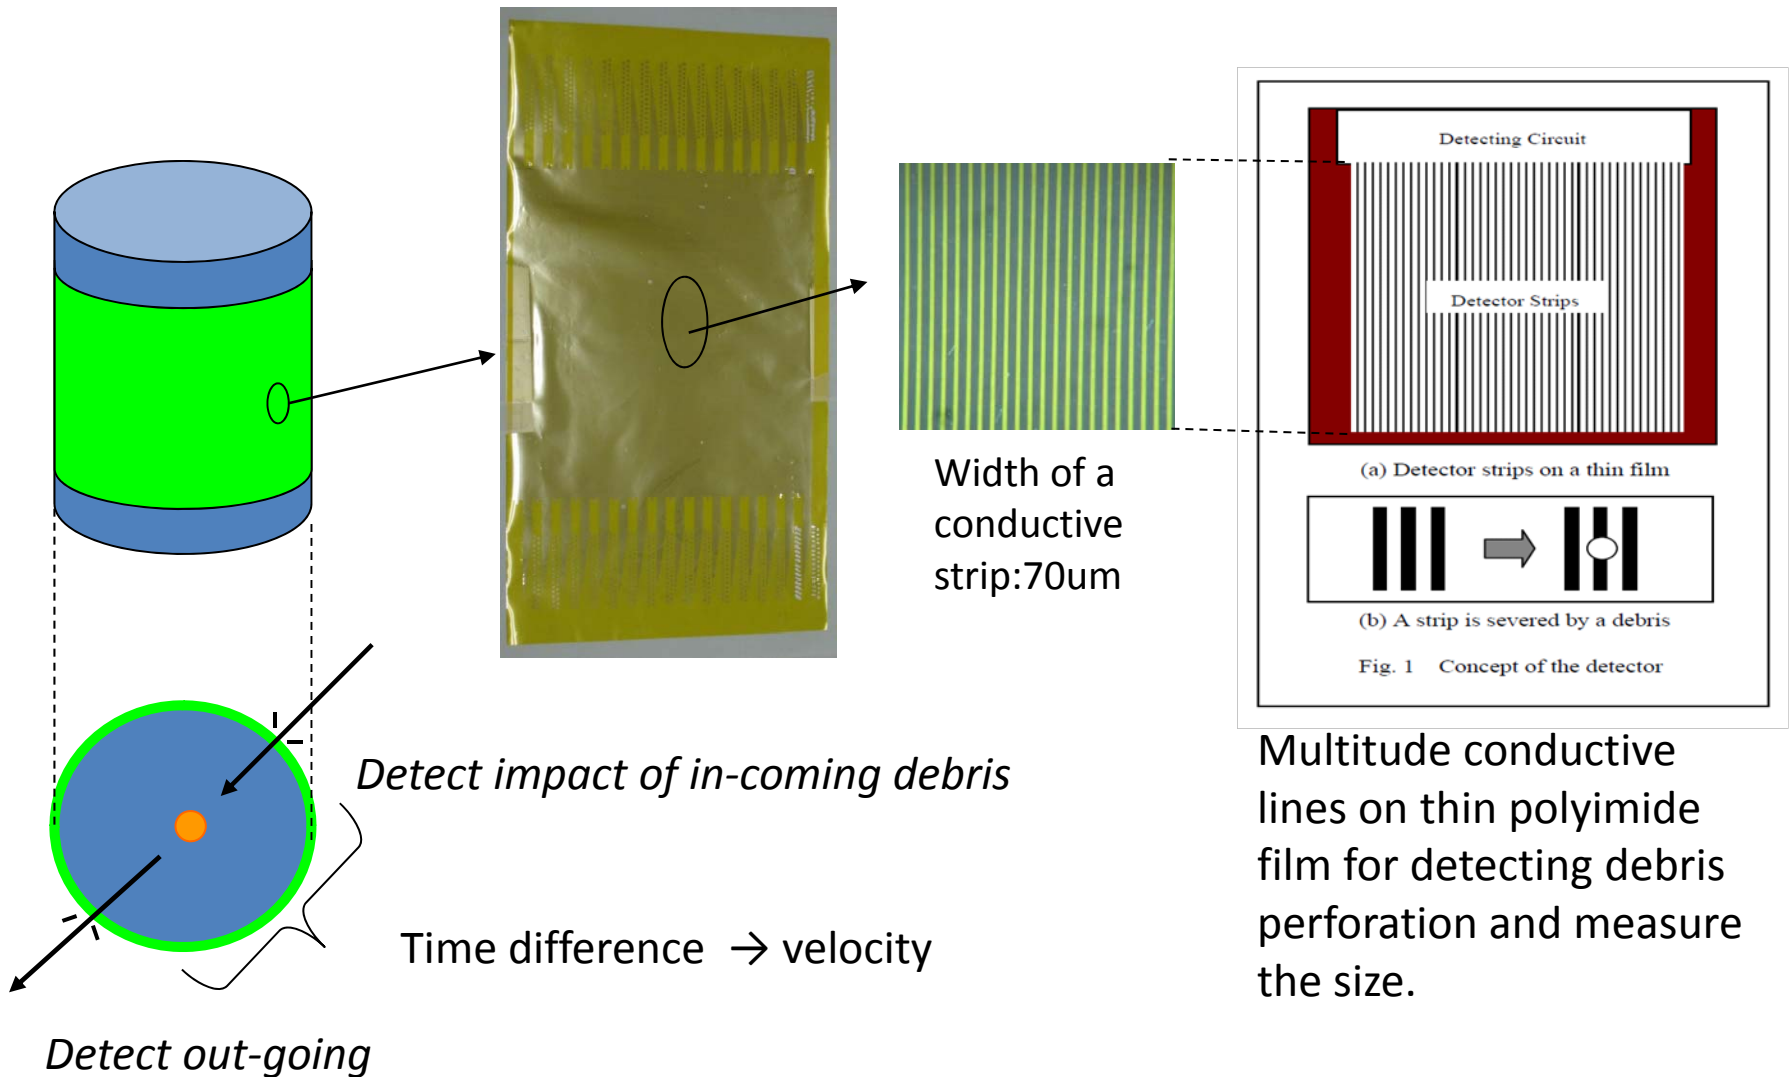 Detecting Circuit
Detector Strips
(a) Detector strips on a thin film
(b) A strip is severed by a debris
Fig. 1 Concept of the detector
Width of a
conductive
strip:70um
Multitude conductive
lines on thin polyimide
film for detecting debris
perforation and measure
the size.
Detect impact of in-coming debris
Time difference → velocity
Detect out-going